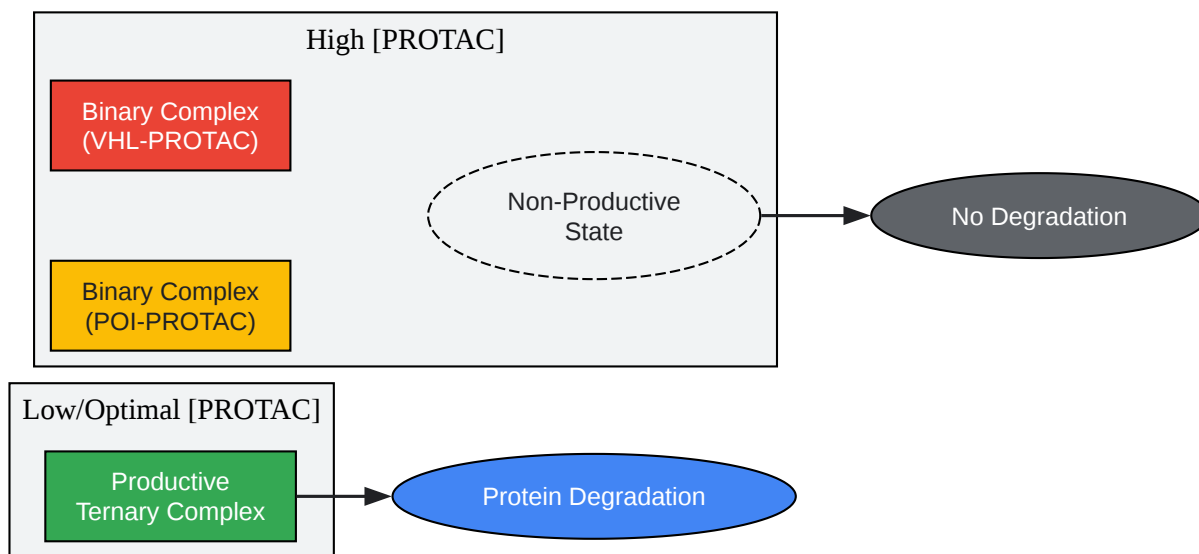 High [PROTAC]
Binary Complex
(VHL-PROTAC)
Non-Productive
State
No Degradation
Binary Complex
(POI-PROTAC)
Low/Optimal [PROTAC]
Productive
Ternary Complex
Protein Degradation